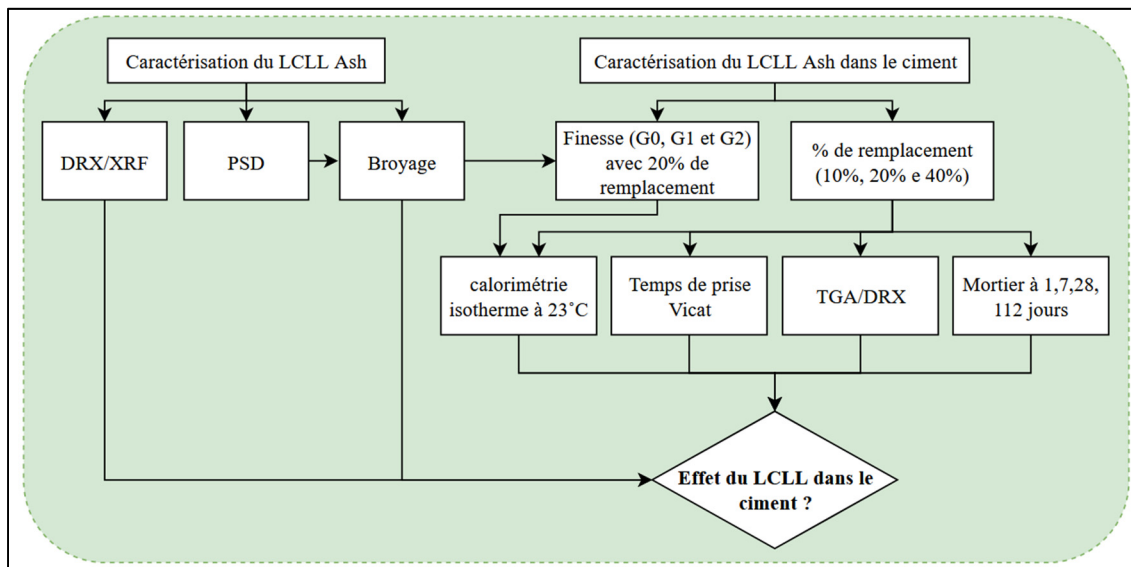 Caractérisation du LCLL Ash
Caractérisation du LCLL Ash dans le ciment
DRX/XRF
PSD
Broyage
Finesse (G0, G1 et G2)
avec 20% de
remplacement
% de remplacement
(10%, 20% e 40%)
calorimétrie
isotherme à 23˚C
Temps de prise
Vicat
TGA/DRX
Mortier à 1,7,28,
112 jours
Effet du LCLL dans le
ciment ?